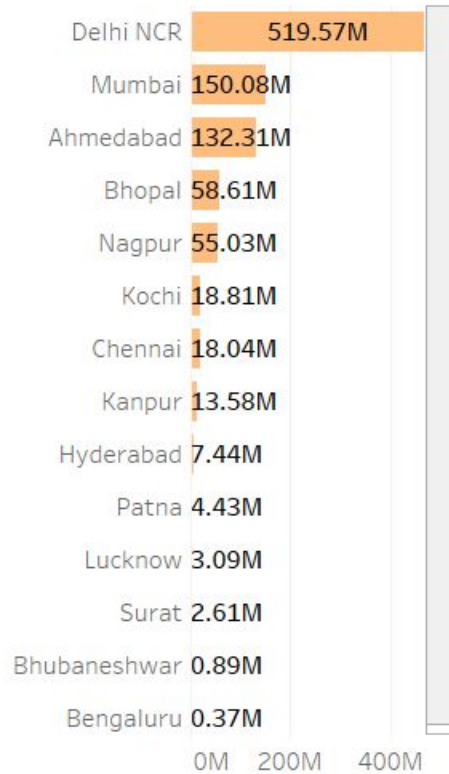 Delhi NCR 519.57M
Mumbai 150.08M
Ahmedabad 132.31M
Bhopal 58.61M
Nagpur 55.03M
Kochi 18.81M
Chennai 18.04M
Kanpur 13.58M
Hyderabad 7.44M
Patna 4.43M
Lucknow 3.09M
Surat 2.61M
Bhubaneshwar 0.89M
Bengaluru 0.37M
0M 200M 400M